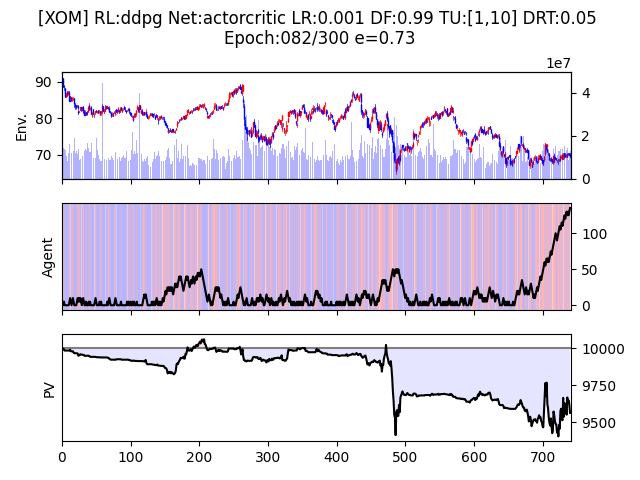 [XOM] RL:ddpg Net:actorcritic LR:0.001 DF:0.99 TU:[1,10] DRT:0.05
Epoch:082/300 e=0.73
1e7
90
80
70
Env.
4
2
0
Agent
100
50
0
PV
10000
9750
9500
0 100 200 300 400 500 600 700